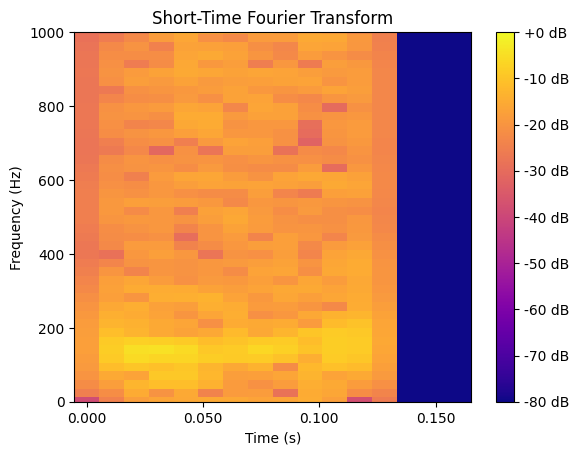 Short-Time Fourier Transform
1000
800
600
400
200
0
Frequency (Hz)
0.000
0.050
0.100
0.150
Time (s)
+0 dB
-10 dB
-20 dB
-30 dB
-40 dB
-50 dB
-60 dB
-70 dB
-80 dB